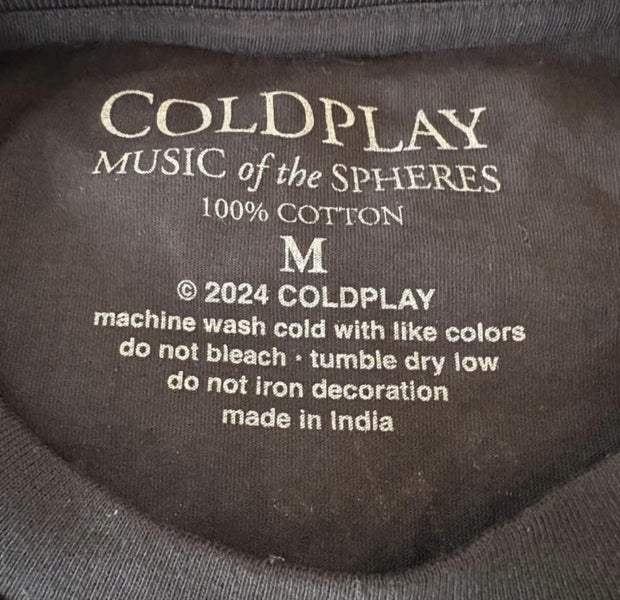 COLDPLAY
MUSIC of the SPHERES
100% COTTON
M
© 2024 COLDPLAY
machine wash cold with like colors
do not bleach · tumble dry low
do not iron decoration
made in India